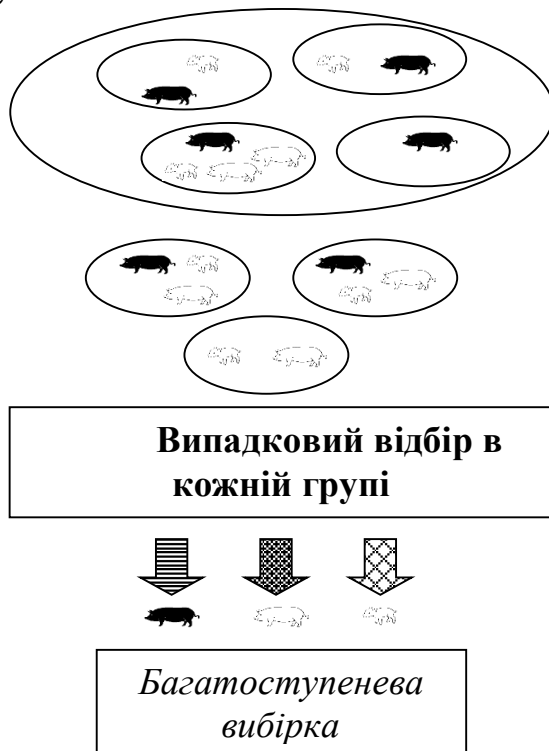 Випадковий відбір в
кожній групі
Багатоступенева
вибірка